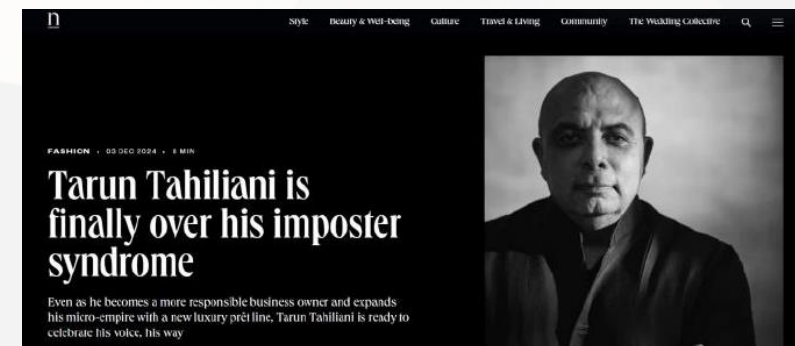 n
Style Beauty & Well-being Culture Travel & Living Community The Wedding Collective
FASHION • 03 DEC 2024 • 8 MIN
Tarun Tahiliani is
finally over his imposter
syndrome
Even as he becomes a more responsible business owner and expands
his micro-empire with a new luxury prêt line, Tarun Tahiliani is ready to
celebrate his voice, his way